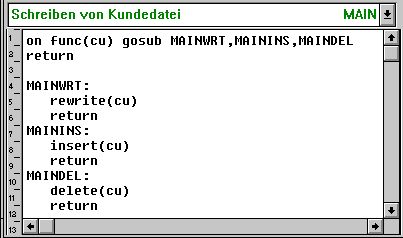 Schreiben von Kundedatei MAIN
1 on func(cu) gosub MAINWRT,MAININS,MAINDEL
2 return
3
4 MAINWRT:
5 rewrite(cu)
6 return
7 MAININS:
8 insert(cu)
9 return
10 MAINDEL:
11 delete(cu)
12 return
13